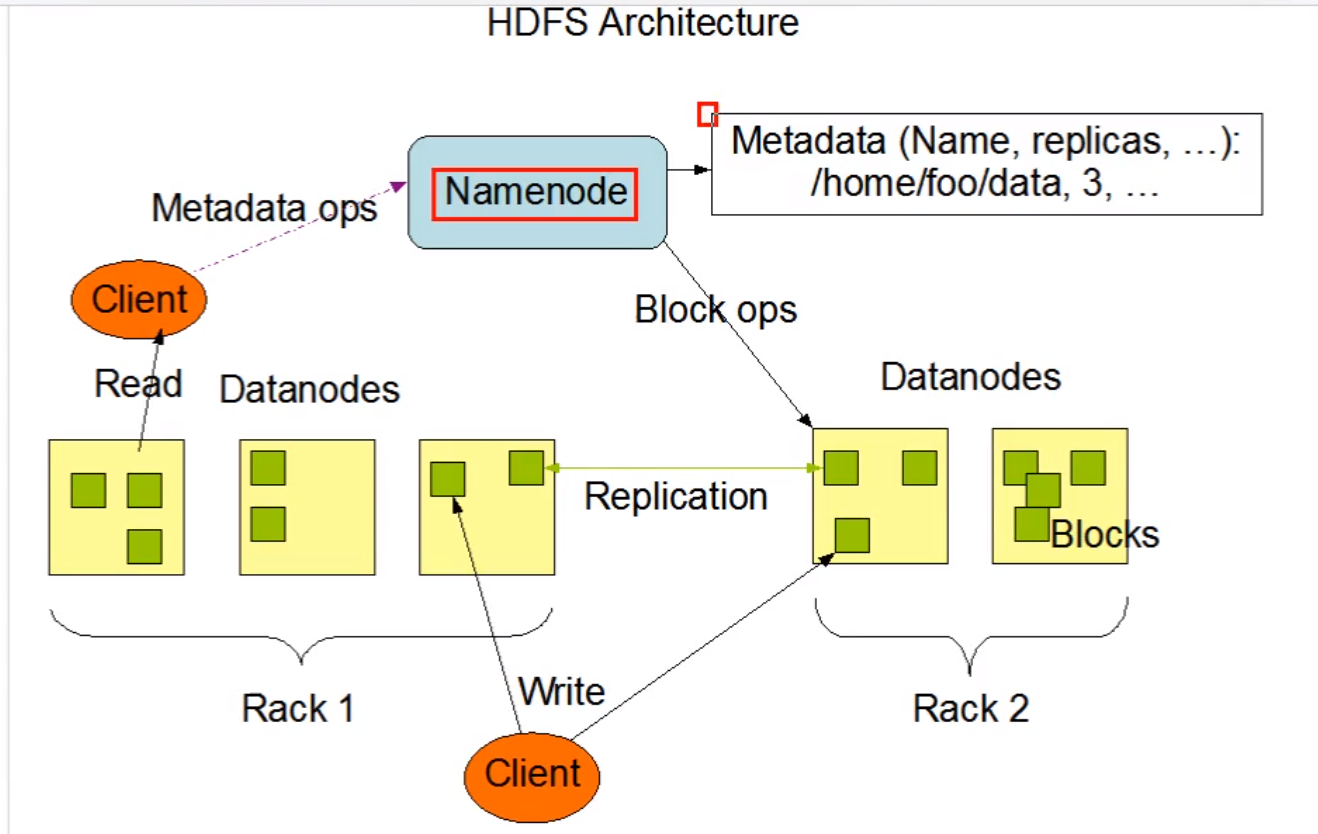 HDFS Architecture
Metadata (Name, replicas, …):
/home/foo/data, 3, …
Namenode
Metadata ops
Client
Block ops
Read
Datanodes
Datanodes
Replication
Blocks
Rack 1
Write
Rack 2
Client